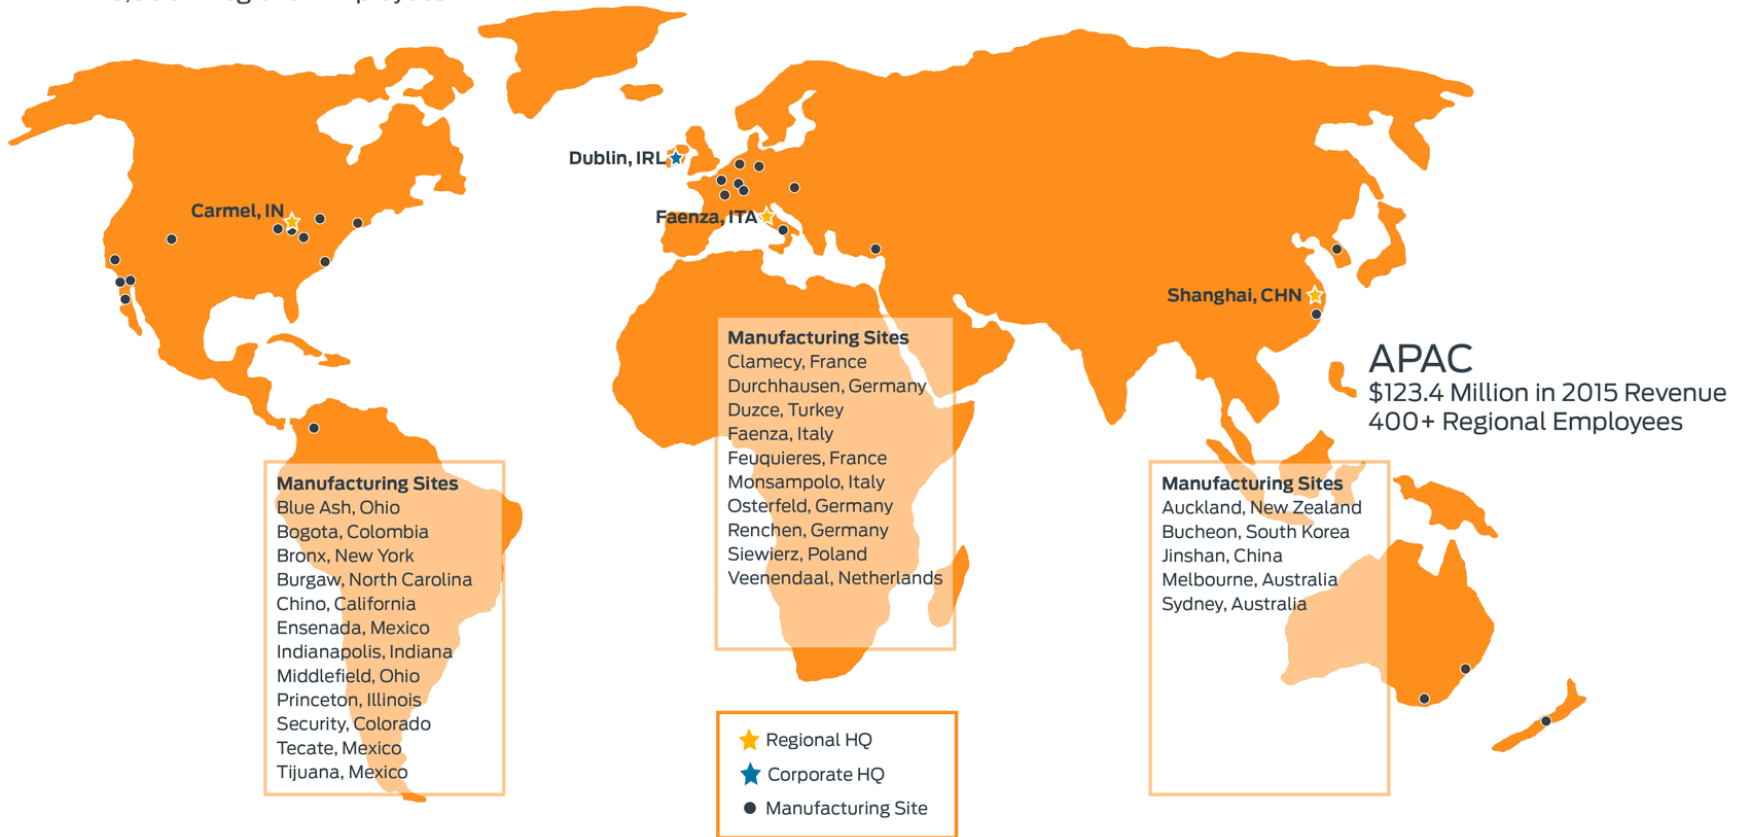 Dublin, IRL
Carmel, IN
Faenza, ITA
Shanghai, CHN
APAC
$123.4 Million in 2015 Revenue
400+ Regional Employees
Manufacturing Sites
Blue Ash, Ohio
Bogota, Colombia
Bronx, New York
Burgaw, North Carolina
Chino, California
Ensenada, Mexico
Indianapolis, Indiana
Middlefield, Ohio
Princeton, Illinois
Security, Colorado
Tecate, Mexico
Tijuana, Mexico
Manufacturing Sites
Clamecy, France
Durchhausen, Germany
Duzce, Turkey
Faenza, Italy
Feuquieres, France
Monsampolo, Italy
Osterfeld, Germany
Renchen, Germany
Siewierz, Poland
Veenendaal, Netherlands
Manufacturing Sites
Auckland, New Zealand
Bucheon, South Korea
Jinshan, China
Melbourne, Australia
Sydney, Australia
Regional HQ
Corporate HQ
Manufacturing Site